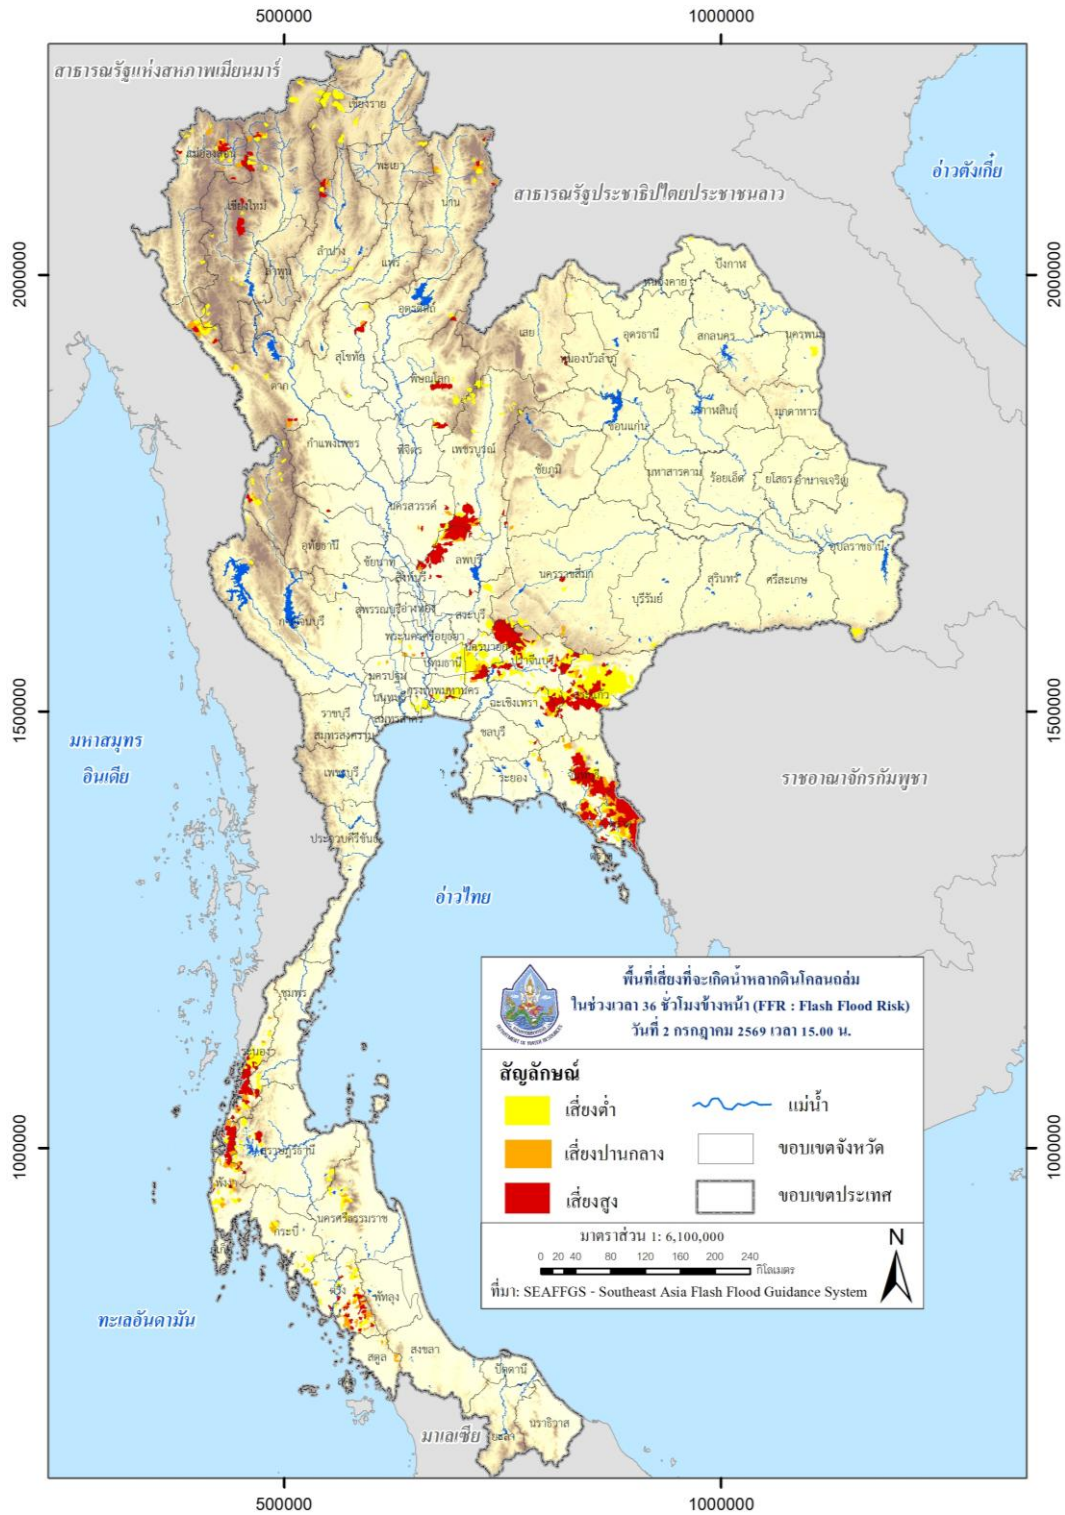 500000
1000000
สาธารณรัฐแห่งสหภาพเมียนมาร์
เชียงราย
อ่าวตังเกี๋ย
แม่ฮ่องสอน
พะเยา
สาธารณรัฐประชาธิปไตยประชาชนลาว
เชียงใหม่
น่าน
ลำปาง
แพร่
ลำพูน
บึงกาฬ
2000000
2000000
หนองคาย
อุตรดิตถ์
เลย
อุดรธานี
สกลนคร
นครพนม
สุโขทัย
หนองบัวลำภู
พิษณุโลก
ตาก
กาฬสินธุ์
มุกดาหาร
ขอนแก่น
กำแพงเพชร
พิจิตร
เพชรบูรณ์
ชัยภูมิ
มหาสารคาม
ร้อยเอ็ด
ยโสธร
อำนาจเจริญ
นครสวรรค์
อุทัยธานี
ชัยนาท
ลพบุรี
อุบลราชธานี
สิงห์บุรี
นครราชสีมา
สุรินทร์
ศรีสะเกษ
บุรีรัมย์
สุพรรณบุรี
อ่างทอง
สระบุรี
กาญจนบุรี
พระนครศรีอยุธยา
นครนายก
ปราจีนบุรี
ปทุมธานี
นครปฐม
นนทบุรี
กรุงเทพมหานคร
ฉะเชิงเทรา
สระแก้ว
1500000
1500000
ราชบุรี
สมุทรสาคร
สมุทรสงคราม
ชลบุรี
มหาสมุทร
อินเดีย
เพชรบุรี
ระยอง
จันทบุรี
ราชอาณาจักรกัมพูชา
ประจวบคีรีขันธ์
ตราด
อ่าวไทย
ชุมพร
ระนอง
สุราษฎร์ธานี
1000000
1000000
พังงา
นครศรีธรรมราช
กระบี่
ภูเก็ต
ตรัง
พัทลุง
ทะเลอันดามัน
สตูล
สงขลา
ปัตตานี
นราธิวาส
ยะลา
มาเลเซีย
พื้นที่เสี่ยงที่จะเกิดน้ำหลากดินโคลนถล่ม
ในช่วงเวลา 36 ชั่วโมงข้างหน้า (FFR : Flash Flood Risk)
วันที่ 2 กรกฎาคม 2569 เวลา 15.00 น.
สัญลักษณ์
เสี่ยงต่ำ
แม่น้ำ
เสี่ยงปานกลาง
ขอบเขตจังหวัด
เสี่ยงสูง
ขอบเขตประเทศ
มาตราส่วน 1: 6,100,000
N
0 20 40 80 120 160 200 240
กิโลเมตร
ที่มา: SEAFFGS - Southeast Asia Flash Flood Guidance System
500000
1000000